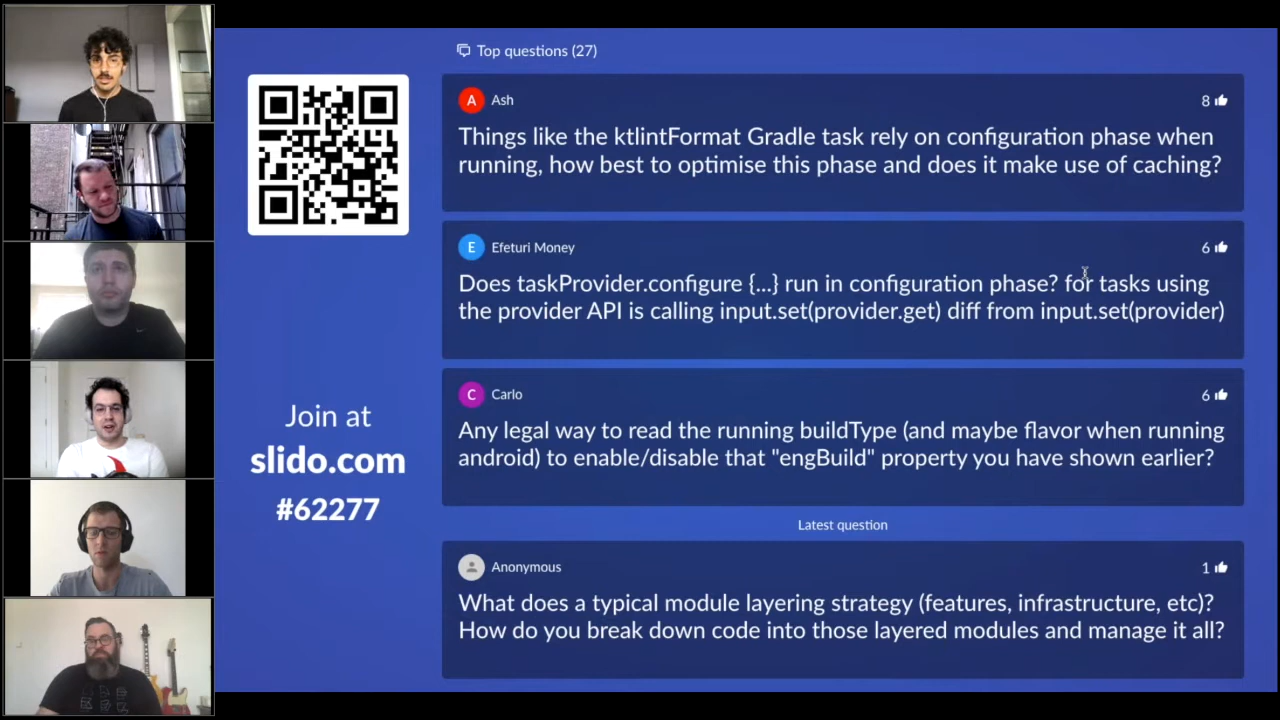 Top questions (27)
A Ash 8
Things like the ktlintFormat Gradle task rely on configuration phase when
running, how best to optimise this phase and does it make use of caching?
E Efeturi Money 6
Does taskProvider.configure {...} run in configuration phase? for tasks using
the provider API is calling input.set(provider.get) diff from input.set(provider)
C Carlo 6
Any legal way to read the running buildType (and maybe flavor when running
android) to enable/disable that "engBuild" property you have shown earlier?
Join at
slido.com
#62277
Latest question
Anonymous 1
What does a typical module layering strategy (features, infrastructure, etc)?
How do you break down code into those layered modules and manage it all?